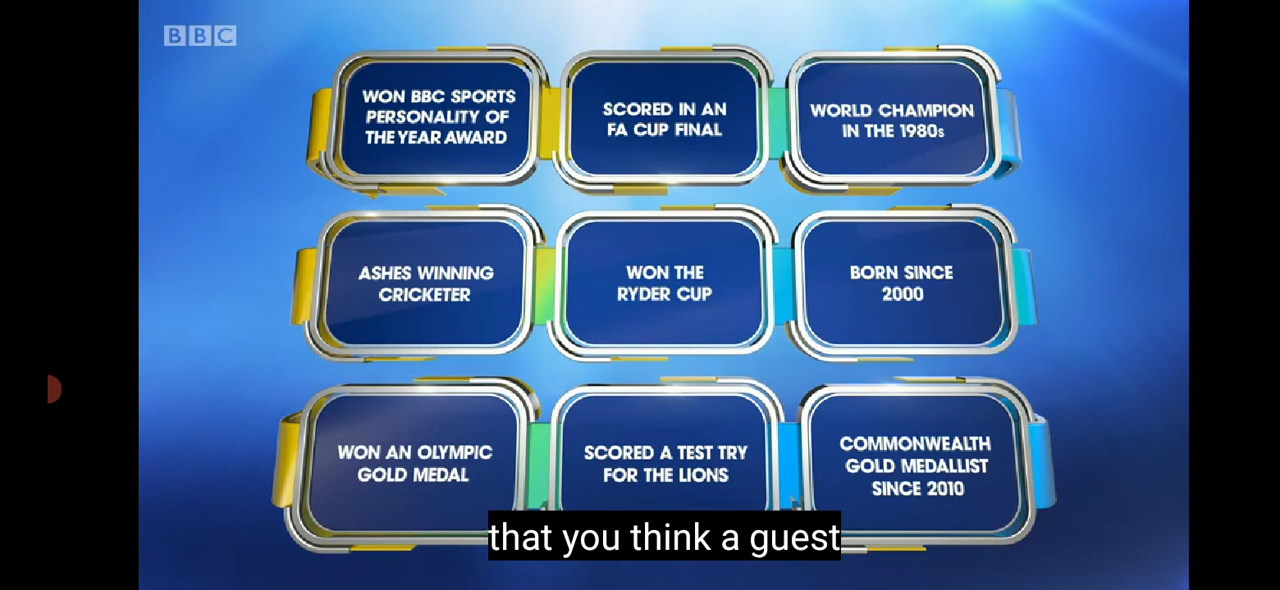 BBC
WON BBC SPORTS
PERSONALITY OF
THE YEAR AWARD
SCORED IN AN
FA CUP FINAL
WORLD CHAMPION
IN THE 1980s
ASHES WINNING
CRICKETER
WON THE
RYDER CUP
BORN SINCE
2000
WON AN OLYMPIC
GOLD MEDAL
SCORED A TEST TRY
FOR THE LIONS
COMMONWEALTH
GOLD MEDALLIST
SINCE 2010
that you think a guest